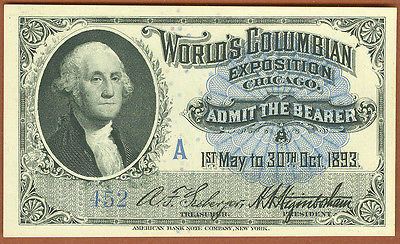 WORLD'S COLUMBIAN
EXPOSITION
CHICAGO.
ADMIT THE BEARER
A
A
1ST May to 30TH Oct. 1893.
452
TREASURER. PRESIDENT.
AMERICAN BANK NOTE COMPANY, NEW YORK.